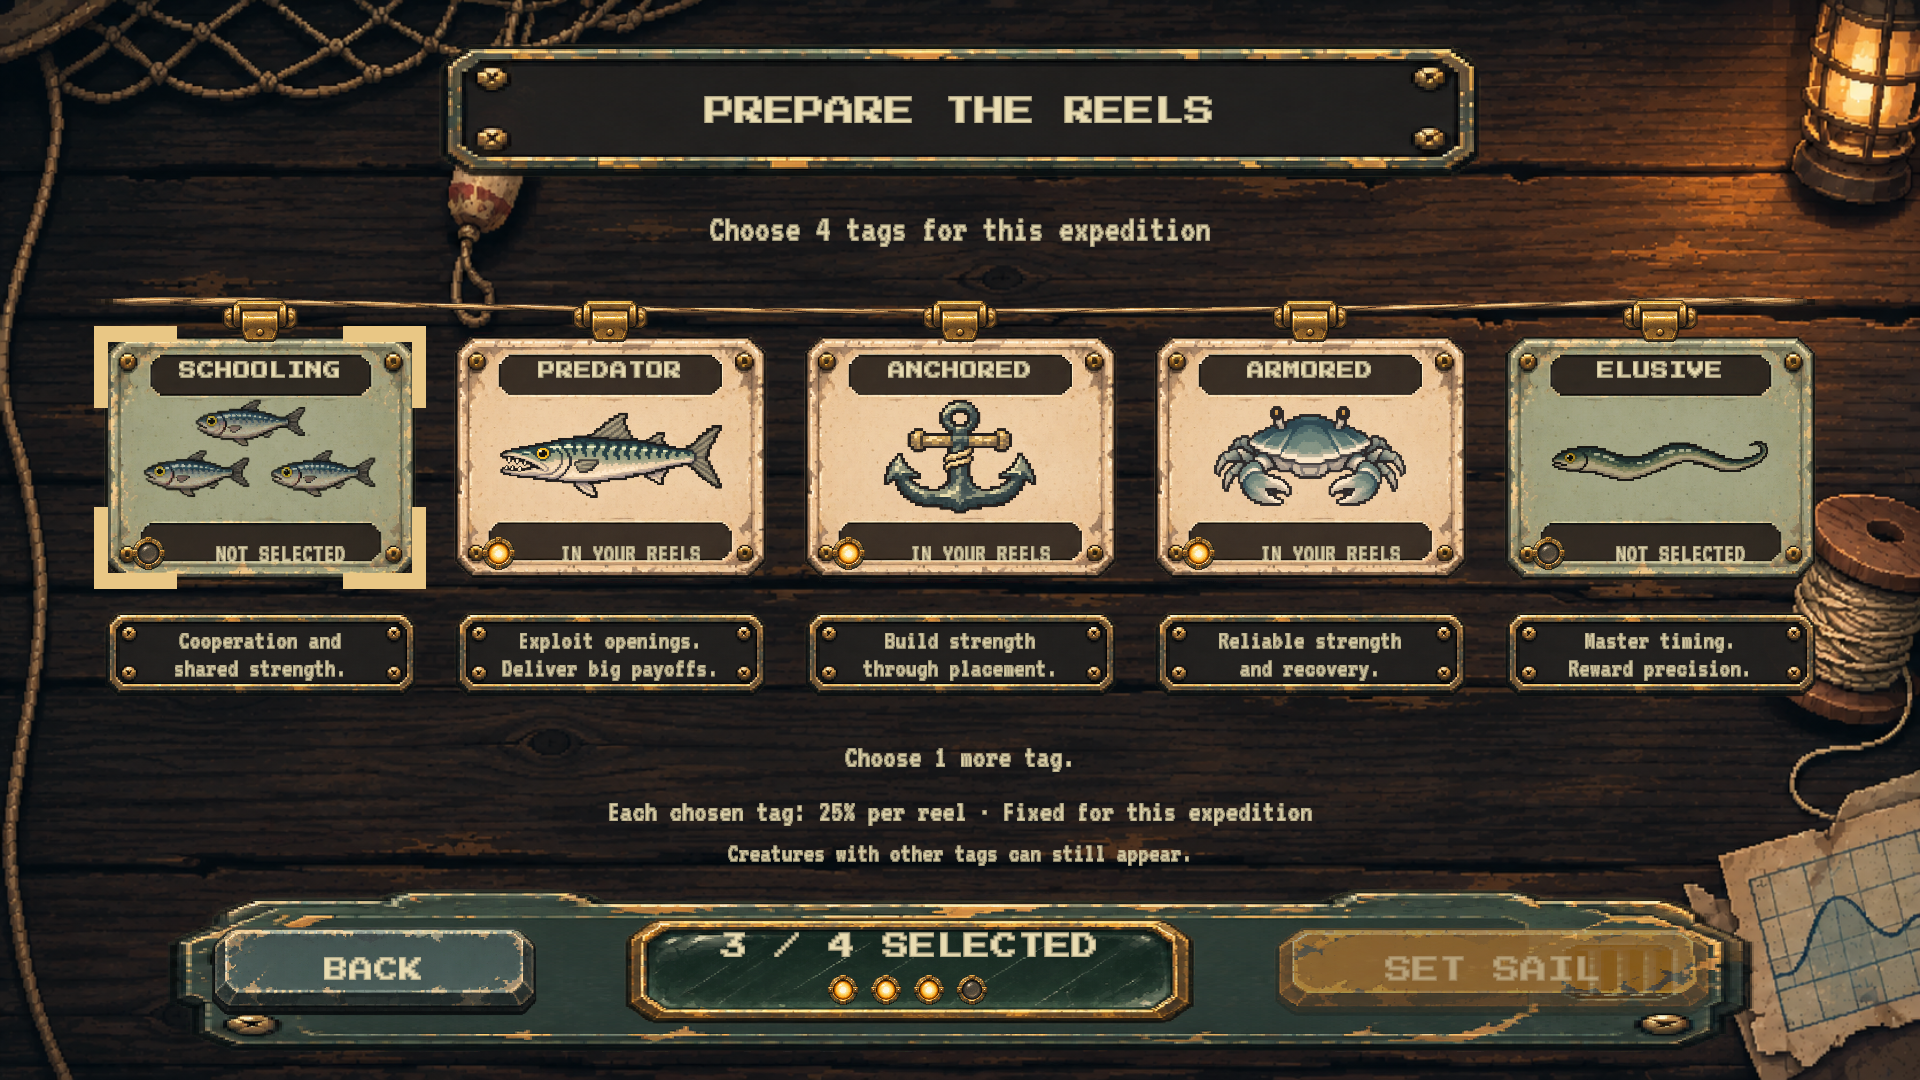 PREPARE THE REELS
Choose 4 tags for this expedition
SCHOOLING
PREDATOR
ANCHORED
ARMORED
ELUSIVE
NOT SELECTED
IN YOUR REELS
IN YOUR REELS
IN YOUR REELS
NOT SELECTED
Cooperation and
shared strength.
Exploit openings.
Deliver big payoffs.
Build strength
through placement.
Reliable strength
and recovery.
Master timing.
Reward precision.
Choose 1 more tag.
Each chosen tag: 25% per reel · Fixed for this expedition
Creatures with other tags can still appear.
BACK
3 / 4 SELECTED
SET SAIL